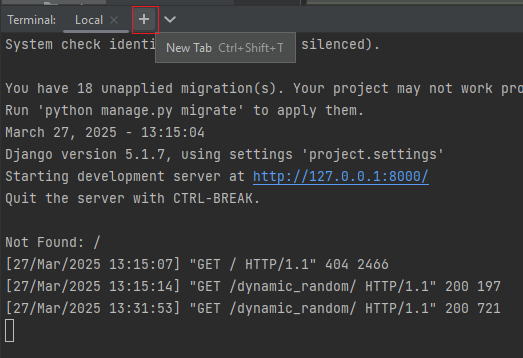 Terminal: Local × + ∨
System check identi silenced).
New Tab Ctrl+Shift+T
You have 18 unapplied migration(s). Your project may not work pro
Run 'python manage.py migrate' to apply them.
March 27, 2025 - 13:15:04
Django version 5.1.7, using settings 'project.settings'
Starting development server at http://127.0.0.1:8000/
Quit the server with CTRL-BREAK.
Not Found: /
[27/Mar/2025 13:15:07] "GET / HTTP/1.1" 404 2466
[27/Mar/2025 13:15:14] "GET /dynamic_random/ HTTP/1.1" 200 197
[27/Mar/2025 13:31:53] "GET /dynamic_random/ HTTP/1.1" 200 721